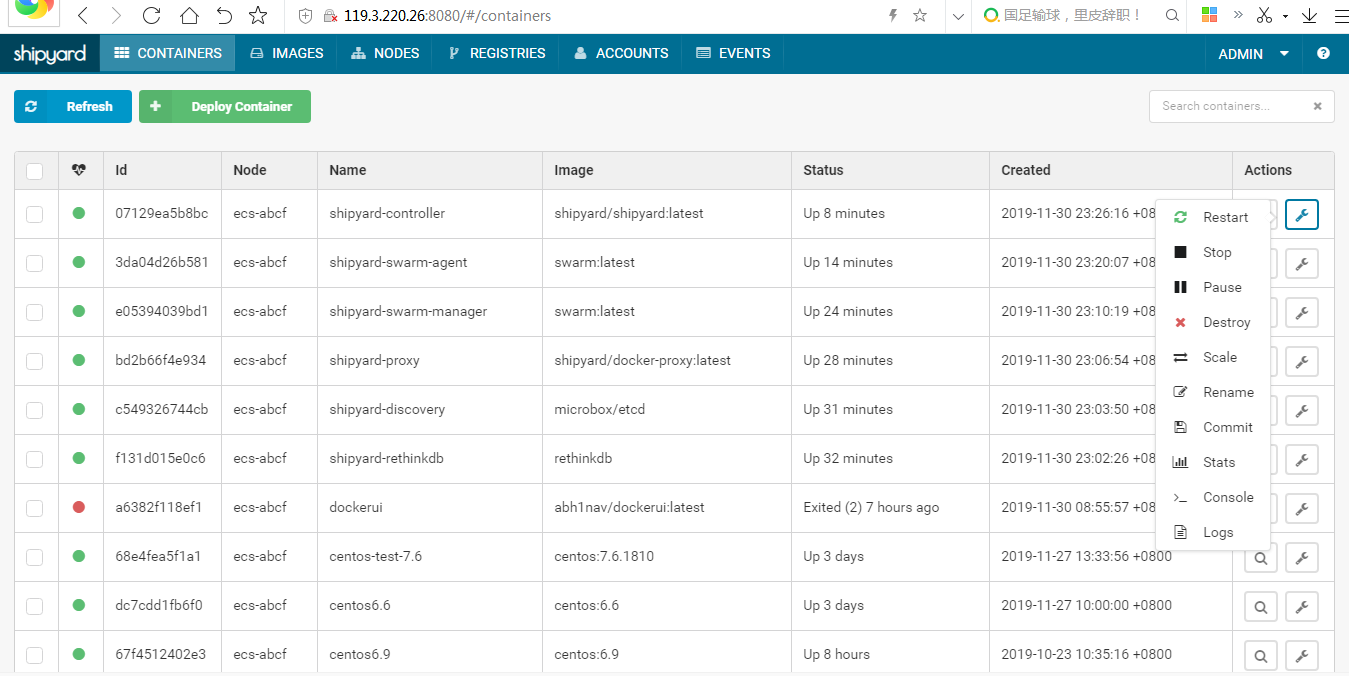 119.3.220.26:8080/#/containers 国足输球，里皮辞职！
shipyard CONTAINERS IMAGES NODES REGISTRIES ACCOUNTS EVENTS ADMIN
Refresh Deploy Container Search containers...
Id Node Name Image Status Created Actions
07129ea5b8bc ecs-abcf shipyard-controller shipyard/shipyard:latest Up 8 minutes 2019-11-30 23:26:16 +08
3da04d26b581 ecs-abcf shipyard-swarm-agent swarm:latest Up 14 minutes 2019-11-30 23:20:07 +08
e05394039bd1 ecs-abcf shipyard-swarm-manager swarm:latest Up 24 minutes 2019-11-30 23:10:19 +08
bd2b66f4e934 ecs-abcf shipyard-proxy shipyard/docker-proxy:latest Up 28 minutes 2019-11-30 23:06:54 +08
c549326744cb ecs-abcf shipyard-discovery microbox/etcd Up 31 minutes 2019-11-30 23:03:50 +08
f131d015e0c6 ecs-abcf shipyard-rethinkdb rethinkdb Up 32 minutes 2019-11-30 23:02:26 +08
a6382f118ef1 ecs-abcf dockerui abh1nav/dockerui:latest Exited (2) 7 hours ago 2019-11-30 08:55:57 +08
68e4fea5f1a1 ecs-abcf centos-test-7.6 centos:7.6.1810 Up 3 days 2019-11-27 13:33:56 +0800
dc7cdd1fb6f0 ecs-abcf centos6.6 centos:6.6 Up 3 days 2019-11-27 10:00:00 +0800
67f4512402e3 ecs-abcf centos6.9 centos:6.9 Up 8 hours 2019-10-23 10:35:16 +0800
Restart
Stop
Pause
Destroy
Scale
Rename
Commit
Stats
Console
Logs